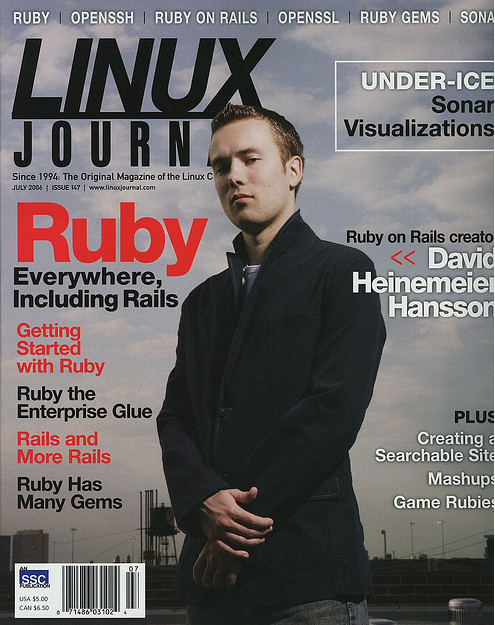 RUBY | OPENSSH | RUBY ON RAILS | OPENSSL | RUBY GEMS | SONA
LINUX
JOURN
Since 1994: The Original Magazine of the Linux C
JULY 2006 | ISSUE 147 | www.linuxjournal.com
UNDER-ICE
Sonar
Visualizations
Ruby
Everywhere,
Including Rails
Getting
Started
with Ruby
Ruby the
Enterprise Glue
Rails and
More Rails
Ruby Has
Many Gems
Ruby on Rails creato
<< David
Heinemeier
Hansson
PLUS
Creating a
Searchable Site
Mashups
Game Rubies
AN
SSC
PUBLICATION
USA $5.00
CAN $6.50
07
0 71486 03102 4